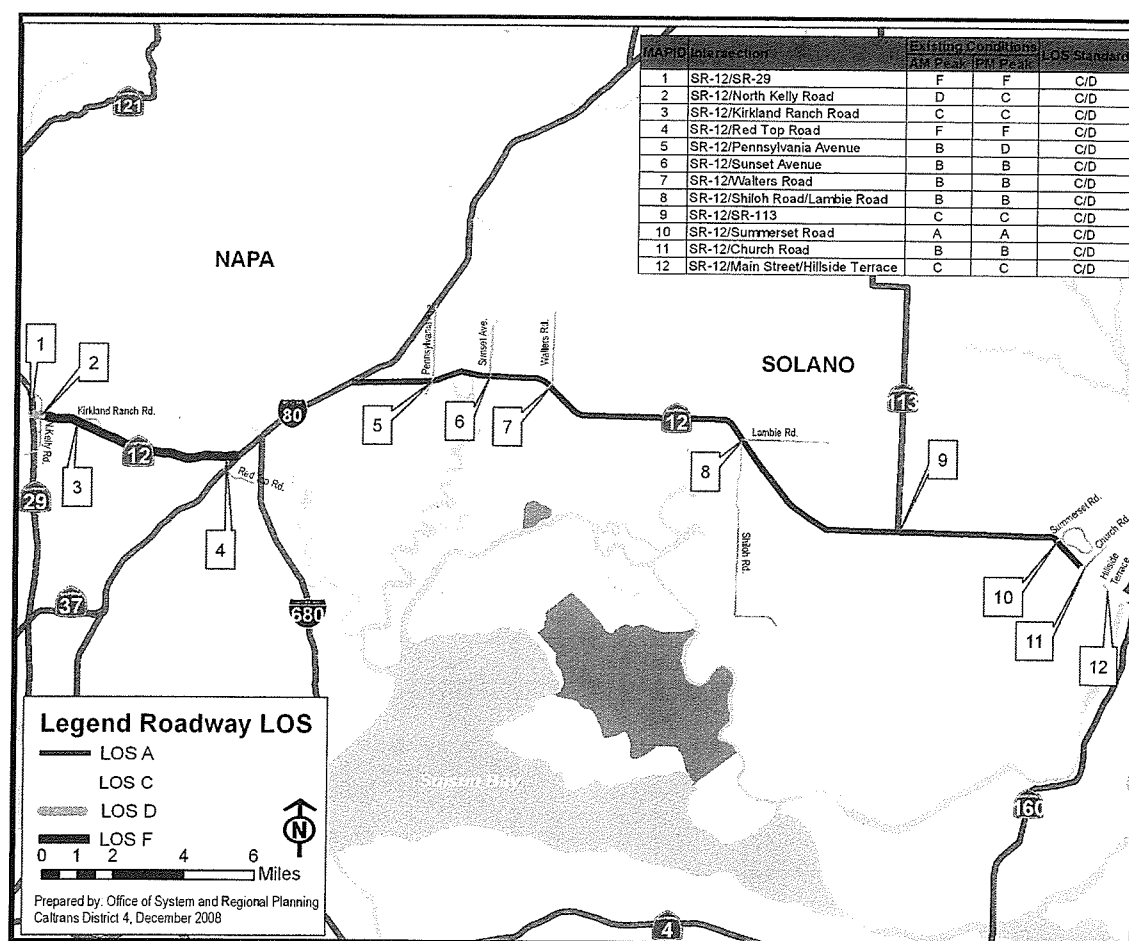 MAPID Intersection Existing Conditions LOS Standard
AM Peak PM Peak
1 SR-12/SR-29 F F C/D
2 SR-12/North Kelly Road D C C/D
3 SR-12/Kirkland Ranch Road C C C/D
4 SR-12/Red Top Road F F C/D
5 SR-12/Pennsylvania Avenue B D C/D
6 SR-12/Sunset Avenue B B C/D
7 SR-12/Walters Road B B C/D
8 SR-12/Shiloh Road/Lambie Road B B C/D
9 SR-12/SR-113 C C C/D
10 SR-12/Summerset Road A A C/D
11 SR-12/Church Road B B C/D
12 SR-12/Main Street/Hillside Terrace C C C/D
121
NAPA
SOLANO
1
2
Kirkland Ranch Rd.
N.Kelly Rd.
12
3
29
80
Red Top Rd.
4
37
680
Pennsylvania Ave.
Sunset Ave.
Walters Rd.
5
6
7
12
113
Lambie Rd.
8
9
Shiloh Rd.
Summerset Rd.
Church Rd.
Hillside
Terrace
10
11
12
Suisun Bay
160
4
Legend Roadway LOS
LOS A
LOS C
LOS D
LOS F
N
0 1 2 4 6
Miles
Prepared by: Office of System and Regional Planning
Caltrans District 4, December 2008